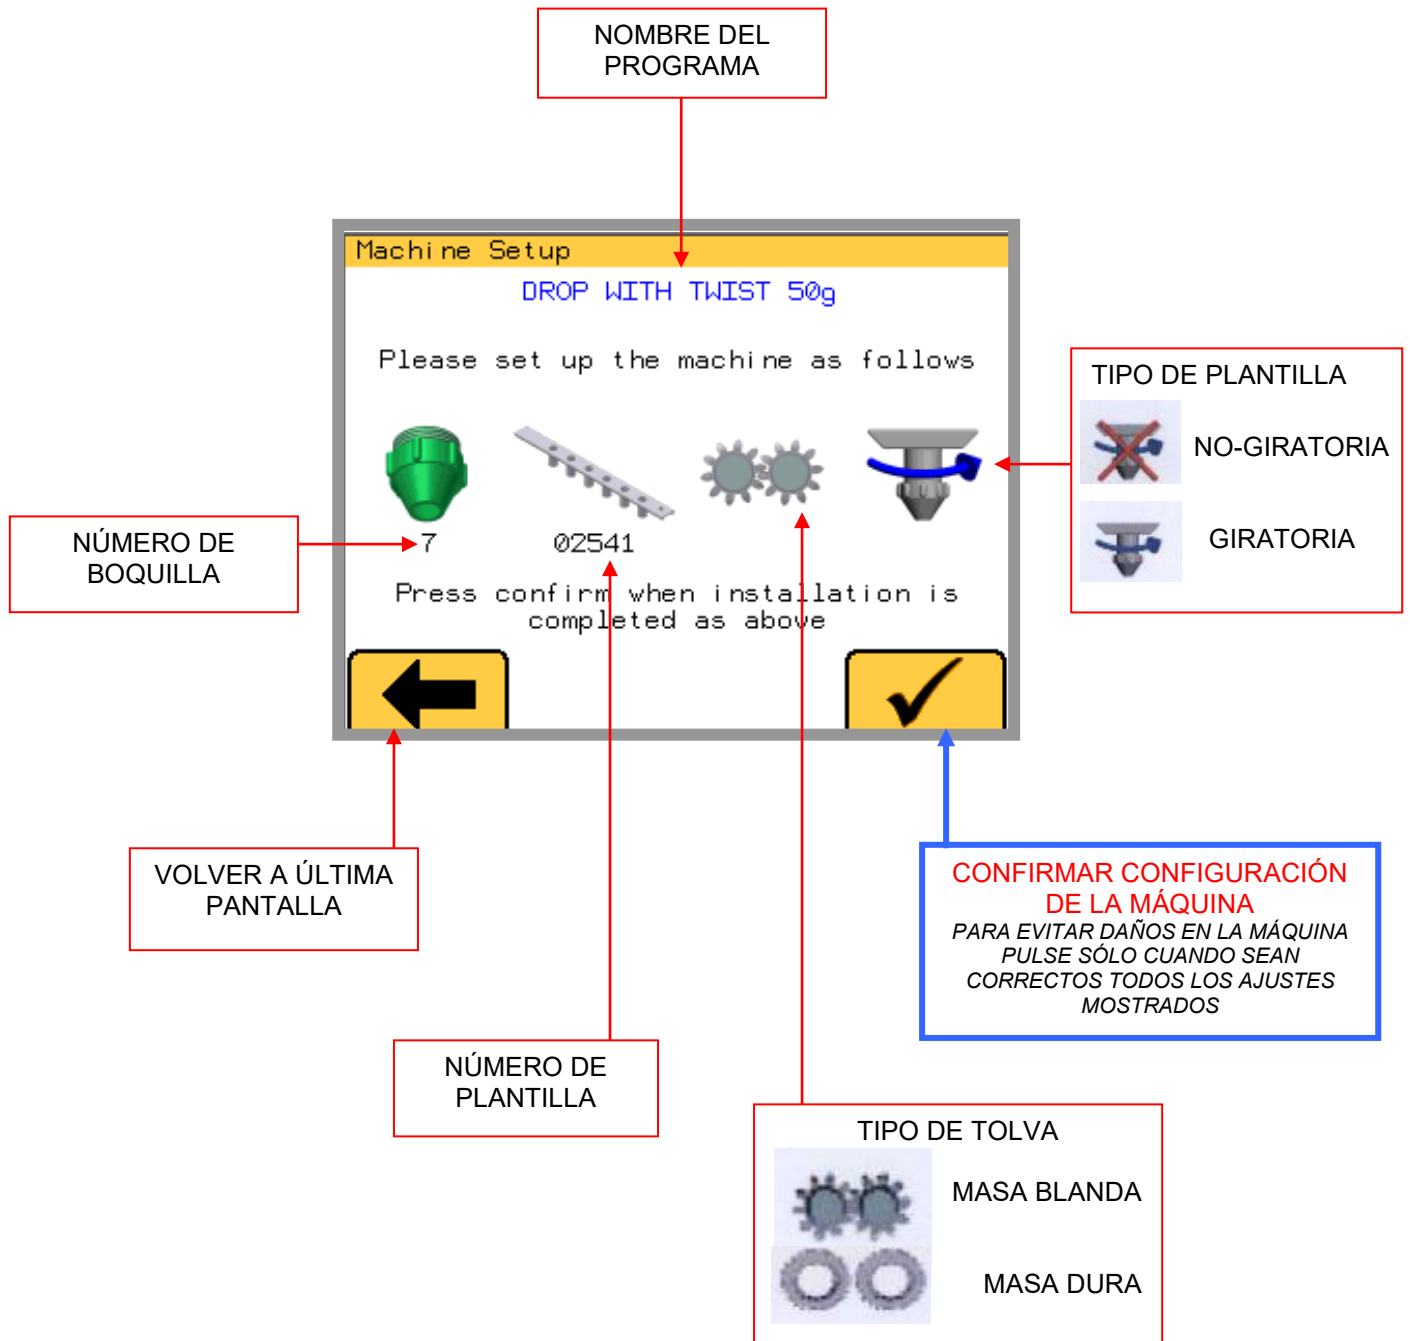 NOMBRE DEL
PROGRAMA
Machine Setup
DROP WITH TWIST 50g
Please set up the machine as follows
TIPO DE PLANTILLA
NO-GIRATORIA
GIRATORIA
NÚMERO DE
BOQUILLA
7
02541
Press confirm when installation is
completed as above
VOLVER A ÚLTIMA
PANTALLA
CONFIRMAR CONFIGURACIÓN
DE LA MÁQUINA
PARA EVITAR DAÑOS EN LA MÁQUINA
PULSE SÓLO CUANDO SEAN
CORRECTOS TODOS LOS AJUSTES
MOSTRADOS
NÚMERO DE
PLANTILLA
TIPO DE TOLVA
MASA BLANDA
MASA DURA